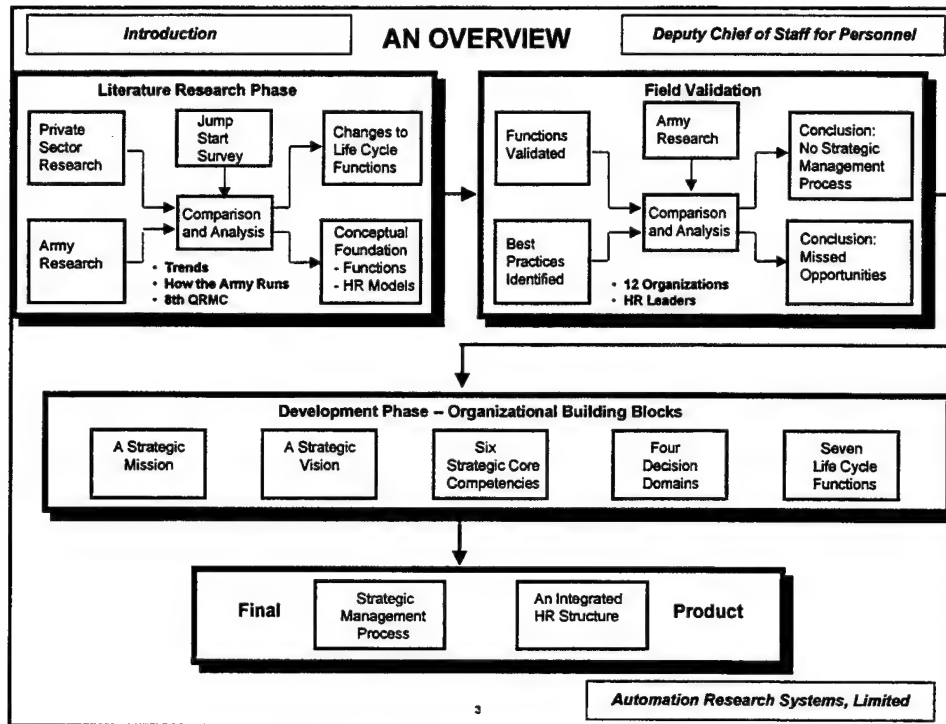 Introduction
AN OVERVIEW
Deputy Chief of Staff for Personnel
Literature Research Phase
Private
Sector
Research
Jump
Start
Survey
Changes to
Life Cycle
Functions
Army
Research
Comparison
and Analysis
Conceptual
Foundation
- Functions
- HR Models
• Trends
• How the Army Runs
• 8th QRMC
Field Validation
Functions
Validated
Army
Research
Conclusion:
No Strategic
Management
Process
Best
Practices
Identified
Comparison
and Analysis
Conclusion:
Missed
Opportunities
• 12 Organizations
• HR Leaders
Development Phase – Organizational Building Blocks
A Strategic
Mission
A Strategic
Vision
Six
Strategic Core
Competencies
Four
Decision
Domains
Seven
Life Cycle
Functions
Final
Strategic
Management
Process
An Integrated
HR Structure
Product
3
Automation Research Systems, Limited